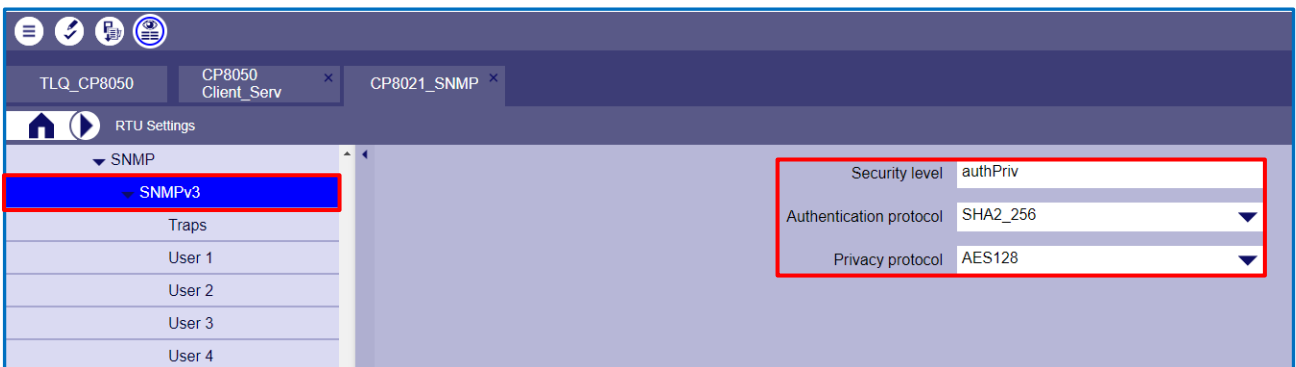 TLQ_CP8050
CP8050
Client_Serv
×
CP8021_SNMP ×
RTU Settings
SNMP
SNMPv3
Traps
User 1
User 2
User 3
User 4
Security level authPriv
Authentication protocol SHA2_256
Privacy protocol AES128